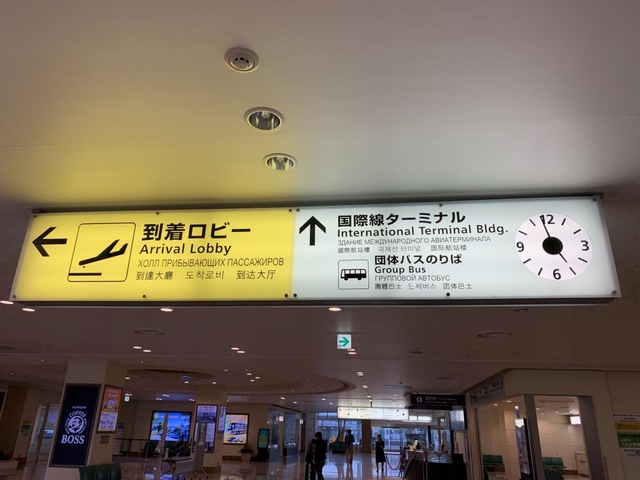 到着ロビー
Arrival Lobby
ХОЛЛ ПРИБЫВАЮЩИХ ПАССАЖИРОВ
到達大廳 도착로비 到达大厅
国際線ターミナル
International Terminal Bldg.
ЗДАНИЕ МЕЖДУНАРОДНОГО АВИАТЕРМИНАЛА
國際航站樓 국제선 터미널 国际航站楼
団体バスのりば
Group Bus
ГРУППОВОЙ АВТОБУС
團體巴士 단체버스 团体巴士
12
3
6
9
COFFEE
BOSS